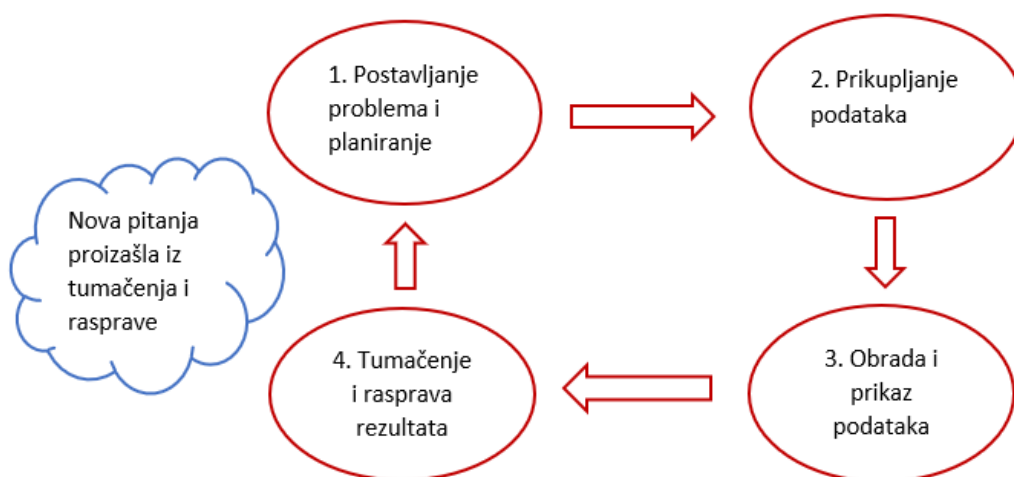 1. Postavljanje
problema i
planiranje
2. Prikupljanje
podataka
3. Obrada i
prikaz
podataka
4. Tumačenje
i rasprava
rezultata
Nova pitanja
proizašla iz
tumačenja i
rasprave